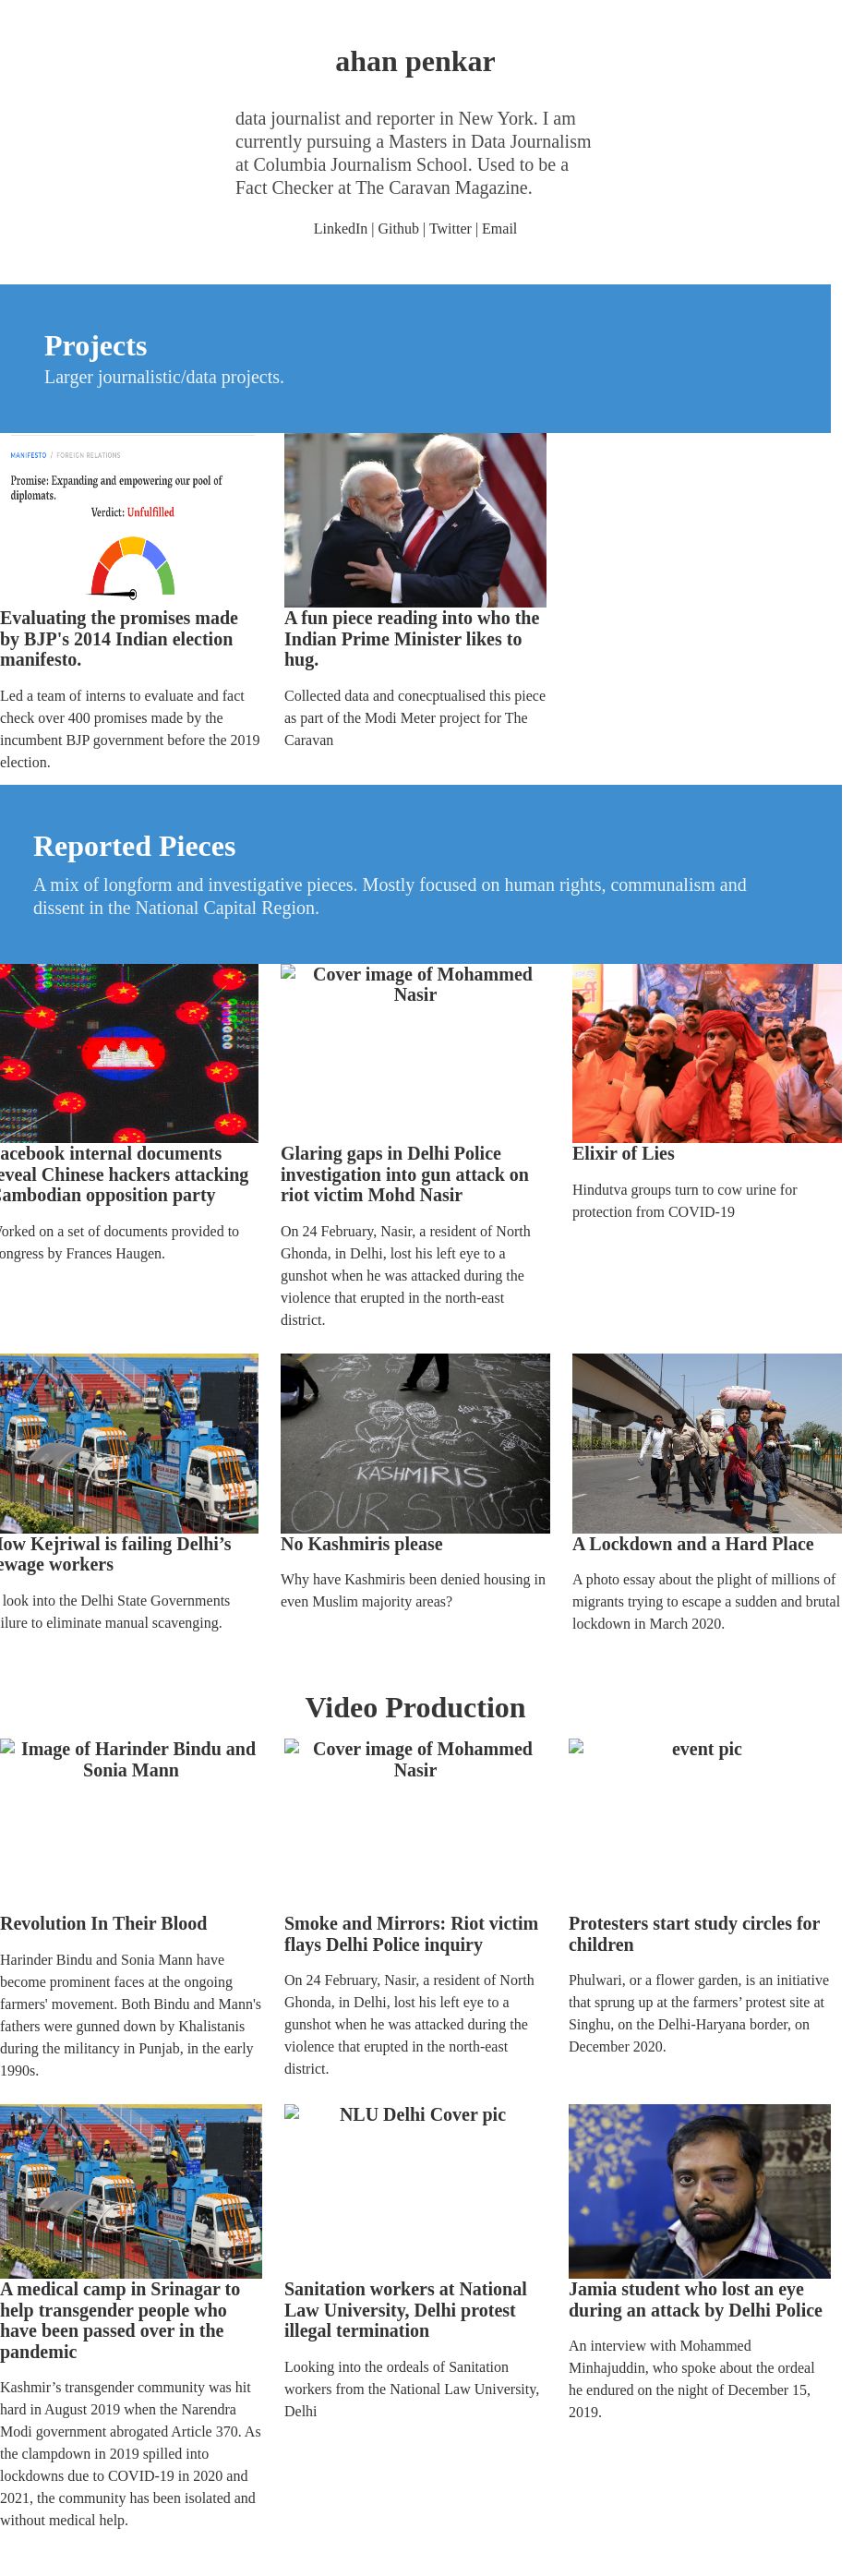 ahan penkar
data journalist and reporter in New York. I am
currently pursuing a Masters in Data Journalism
at Columbia Journalism School. Used to be a
Fact Checker at The Caravan Magazine.
LinkedIn | Github | Twitter | Email
Projects
Larger journalistic/data projects.
MANIFESTO / FOREIGN RELATIONS
Promise: Expanding and empowering our pool of
diplomats.
Verdict: Unfulfilled
Evaluating the promises made
by BJP's 2014 Indian election
manifesto.
Led a team of interns to evaluate and fact
check over 400 promises made by the
incumbent BJP government before the 2019
election.
A fun piece reading into who the
Indian Prime Minister likes to
hug.
Collected data and conecptualised this piece
as part of the Modi Meter project for The
Caravan
Reported Pieces
A mix of longform and investigative pieces. Mostly focused on human rights, communalism and
dissent in the National Capital Region.
acebook internal documents
eveal Chinese hackers attacking
Cambodian opposition party
Worked on a set of documents provided to
ongress by Frances Haugen.
Cover image of Mohammed
Nasir
Glaring gaps in Delhi Police
investigation into gun attack on
riot victim Mohd Nasir
On 24 February, Nasir, a resident of North
Ghonda, in Delhi, lost his left eye to a
gunshot when he was attacked during the
violence that erupted in the north-east
district.
Elixir of Lies
Hindutva groups turn to cow urine for
protection from COVID-19
How Kejriwal is failing Delhi’s
ewage workers
look into the Delhi State Governments
ilure to eliminate manual scavenging.
KASHMIRIS
OUR STRUGG
No Kashmiris please
Why have Kashmiris been denied housing in
even Muslim majority areas?
A Lockdown and a Hard Place
A photo essay about the plight of millions of
migrants trying to escape a sudden and brutal
lockdown in March 2020.
Video Production
Image of Harinder Bindu and
Sonia Mann
Revolution In Their Blood
Harinder Bindu and Sonia Mann have
become prominent faces at the ongoing
farmers' movement. Both Bindu and Mann's
fathers were gunned down by Khalistanis
during the militancy in Punjab, in the early
1990s.
Cover image of Mohammed
Nasir
Smoke and Mirrors: Riot victim
flays Delhi Police inquiry
On 24 February, Nasir, a resident of North
Ghonda, in Delhi, lost his left eye to a
gunshot when he was attacked during the
violence that erupted in the north-east
district.
event pic
Protesters start study circles for
children
Phulwari, or a flower garden, is an initiative
that sprung up at the farmers’ protest site at
Singhu, on the Delhi-Haryana border, on
December 2020.
A medical camp in Srinagar to
help transgender people who
have been passed over in the
pandemic
Kashmir’s transgender community was hit
hard in August 2019 when the Narendra
Modi government abrogated Article 370. As
the clampdown in 2019 spilled into
lockdowns due to COVID-19 in 2020 and
2021, the community has been isolated and
without medical help.
NLU Delhi Cover pic
Sanitation workers at National
Law University, Delhi protest
illegal termination
Looking into the ordeals of Sanitation
workers from the National Law University,
Delhi
Jamia student who lost an eye
during an attack by Delhi Police
An interview with Mohammed
Minhajuddin, who spoke about the ordeal
he endured on the night of December 15,
2019.